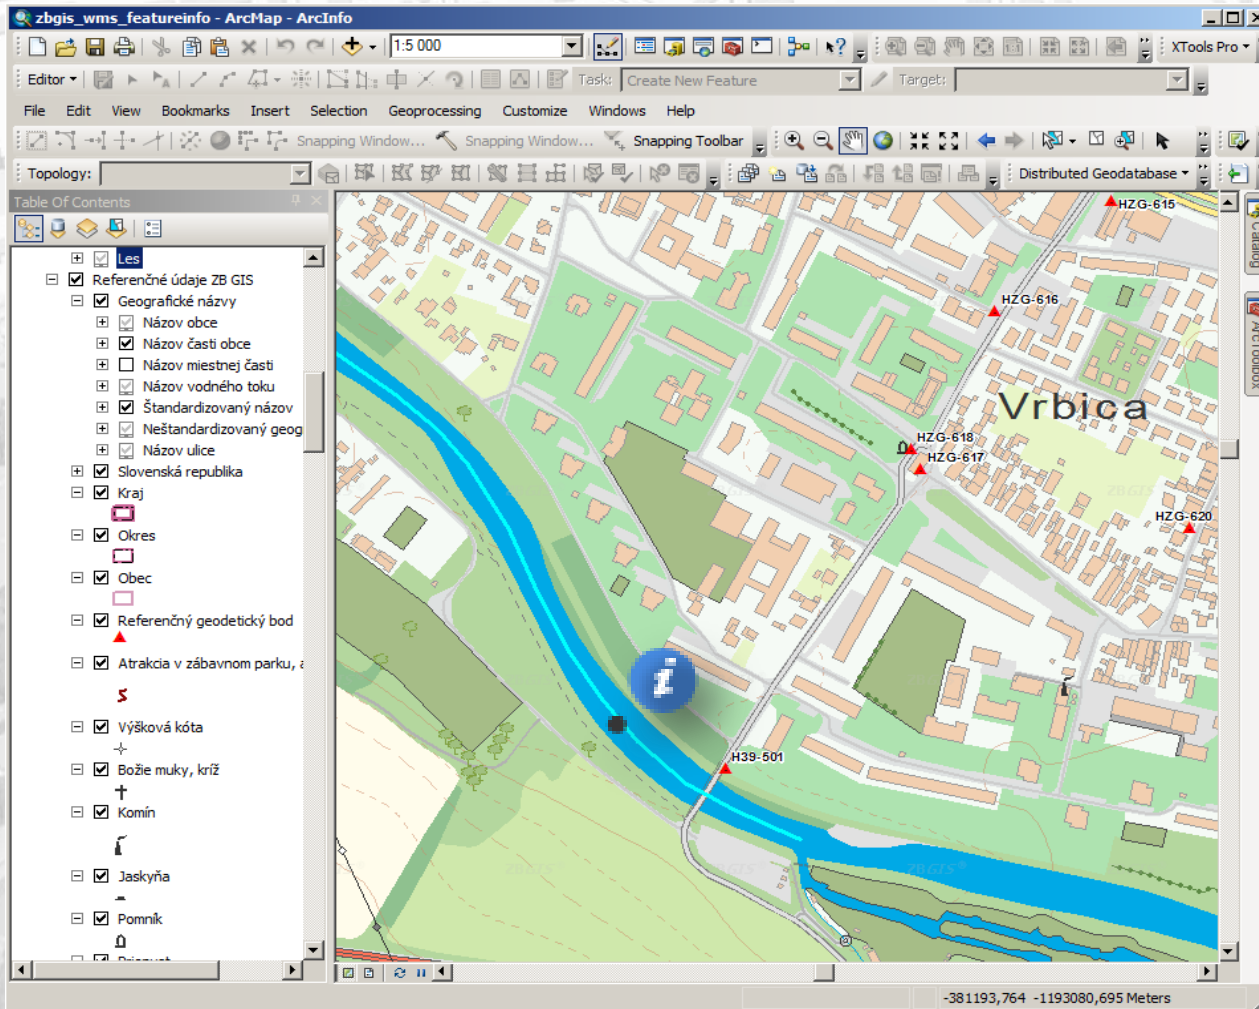 zbgis_wms_featureinfo - ArcMap - ArcInfo
1:5 000
XTools Pro
Editor
Task: Create New Feature
Target:
File Edit View Bookmarks Insert Selection Geoprocessing Customize Windows Help
Snapping Window... Snapping Window... Snapping Toolbar
Topology:
Distributed Geodatabase
Table Of Contents
Les
Referenčné údaje ZB GIS
Geografické názvy
Názov obce
Názov časti obce
Názov miestnej časti
Názov vodného toku
Štandardizovaný názov
Neštandardizovaný geog
Názov ulice
Slovenská republika
Kraj
Okres
Obec
Referenčný geodetický bod
Atrakcia v zábavnom parku, a
Výšková kóta
Božie muky, kríž
Komín
Jaskyňa
Pomník
HZG-615
HZG-616
Vrbica
HZG-618
HZG-617
ZBGIS
HZG-620
i
H39-501
ZBGIS®
ZBGIS®
Catalog
ArcToolbox
-381193,764 -1193080,695 Meters